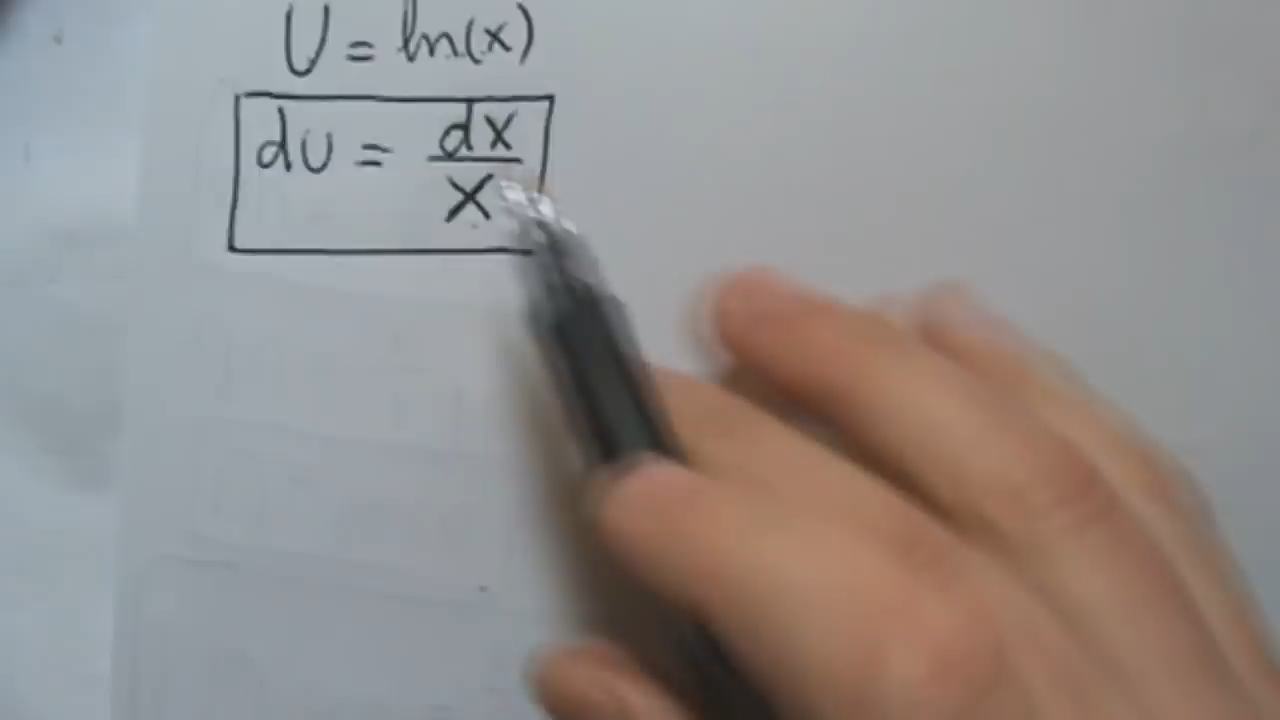 U = ln(x)
du = dx/x